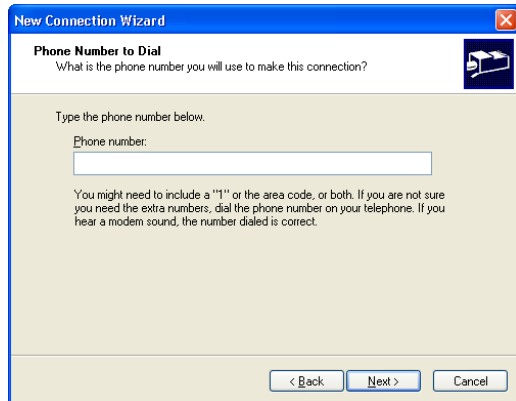 New Connection Wizard
Phone Number to Dial
What is the phone number you will use to make this connection?
Type the phone number below.
Phone number:
You might need to include a "1" or the area code, or both. If you are not sure
you need the extra numbers, dial the phone number on your telephone. If you
hear a modem sound, the number dialed is correct.
< Back Next > Cancel